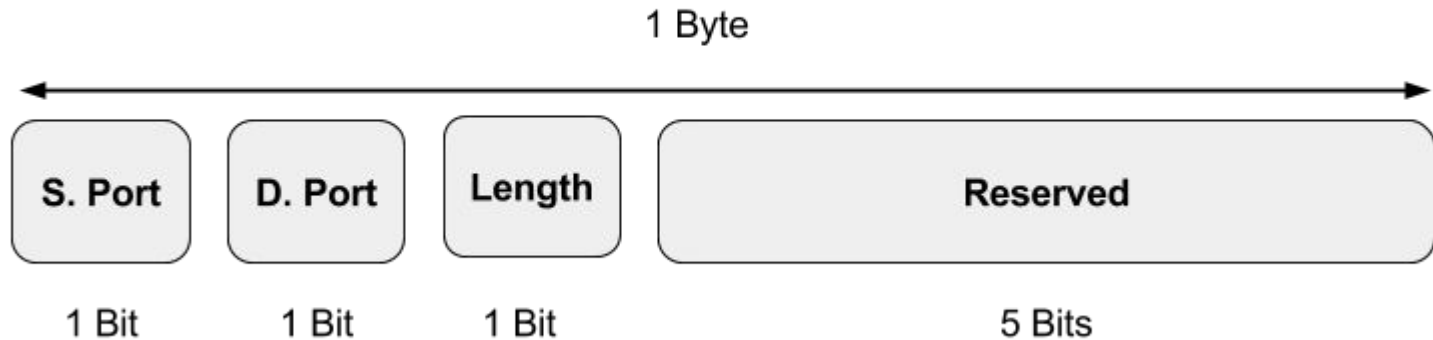 1 Byte
S. Port D. Port Length Reserved
1 Bit 1 Bit 1 Bit 5 Bits